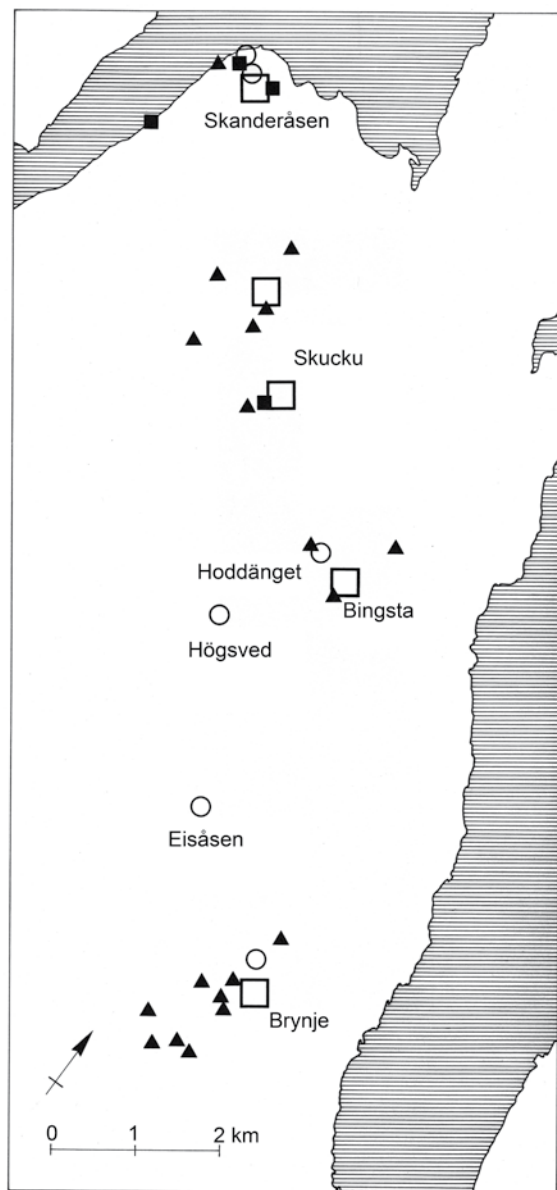 Skanderåsen
Skucku
Hoddänget
Bingsta
Högsved
Eisåsen
Brynje
0 1 2 km